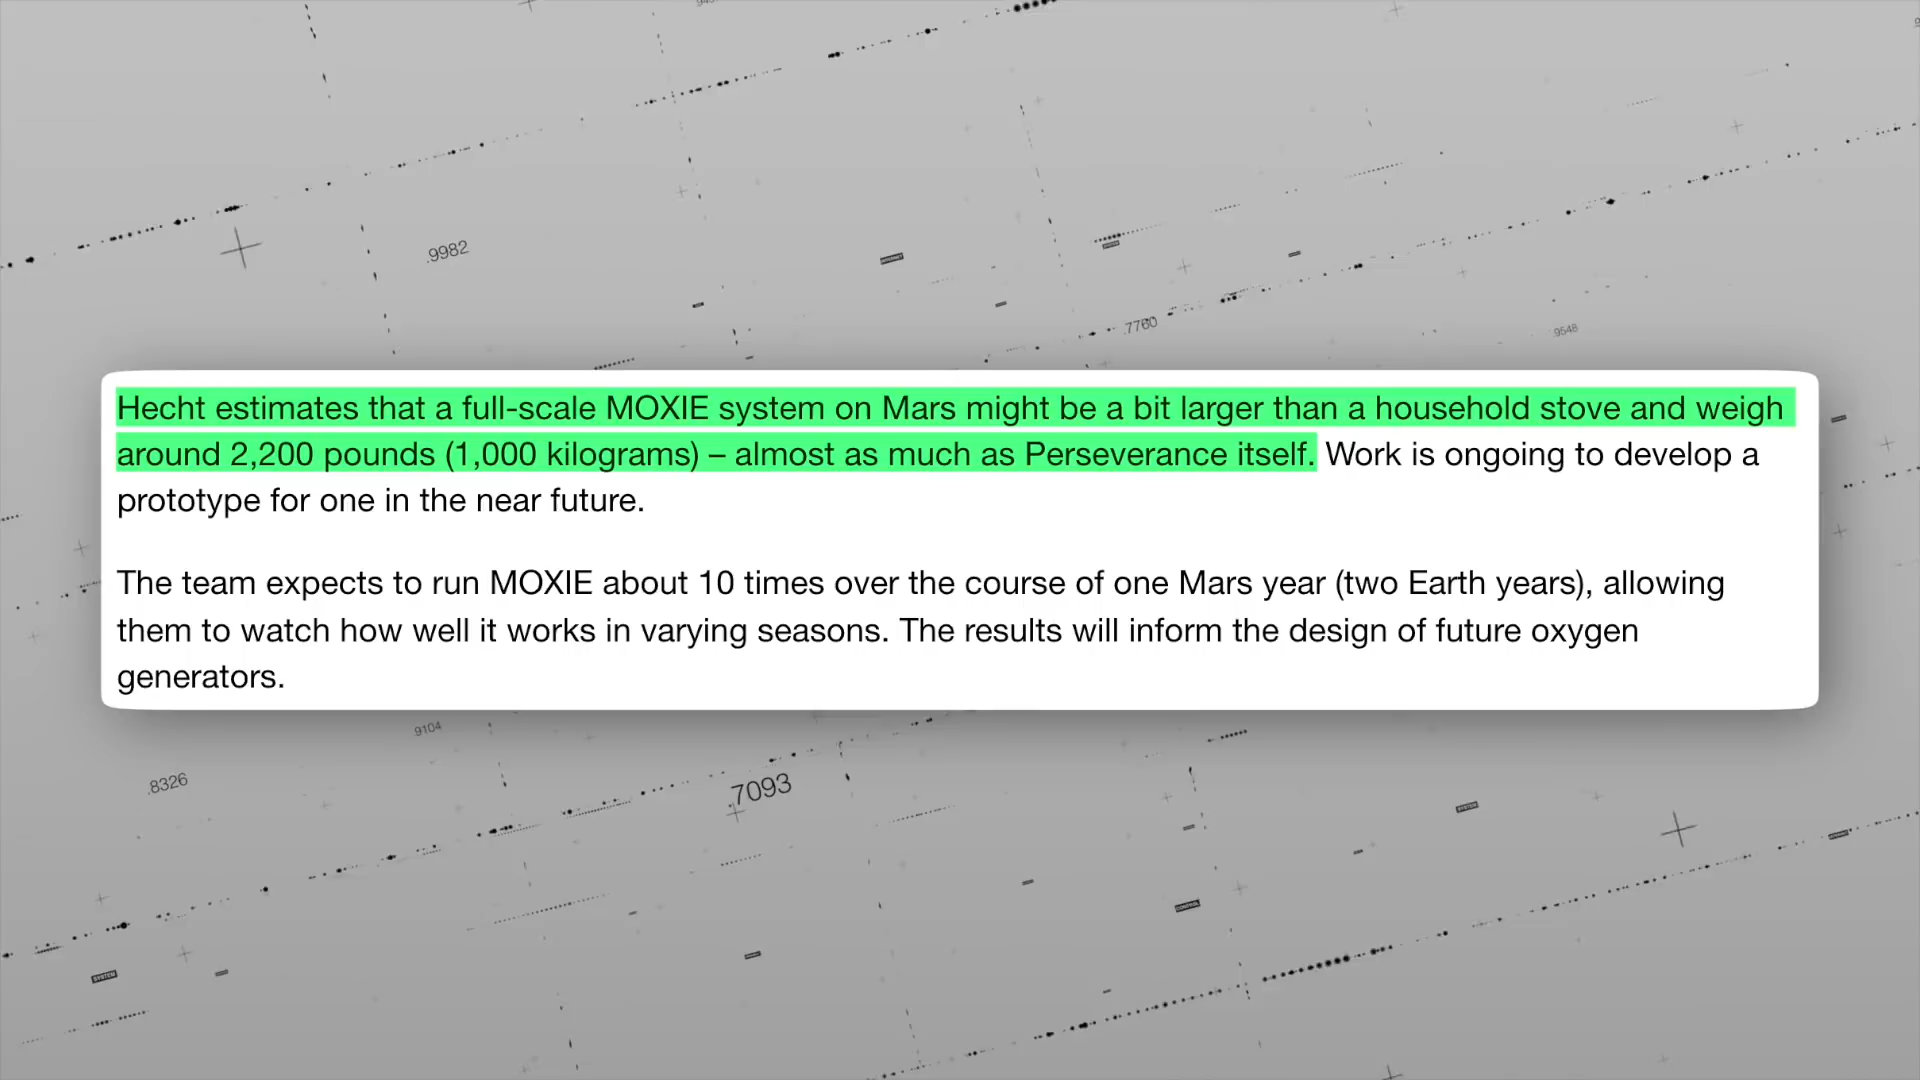 .9982
.7760
.9548
Hecht estimates that a full-scale MOXIE system on Mars might be a bit larger than a household stove and weigh
around 2,200 pounds (1,000 kilograms) – almost as much as Perseverance itself. Work is ongoing to develop a
prototype for one in the near future.
The team expects to run MOXIE about 10 times over the course of one Mars year (two Earth years), allowing
them to watch how well it works in varying seasons. The results will inform the design of future oxygen
generators.
.9104
.8326
.7093
SYSTEM
CONTROL
SYSTEM